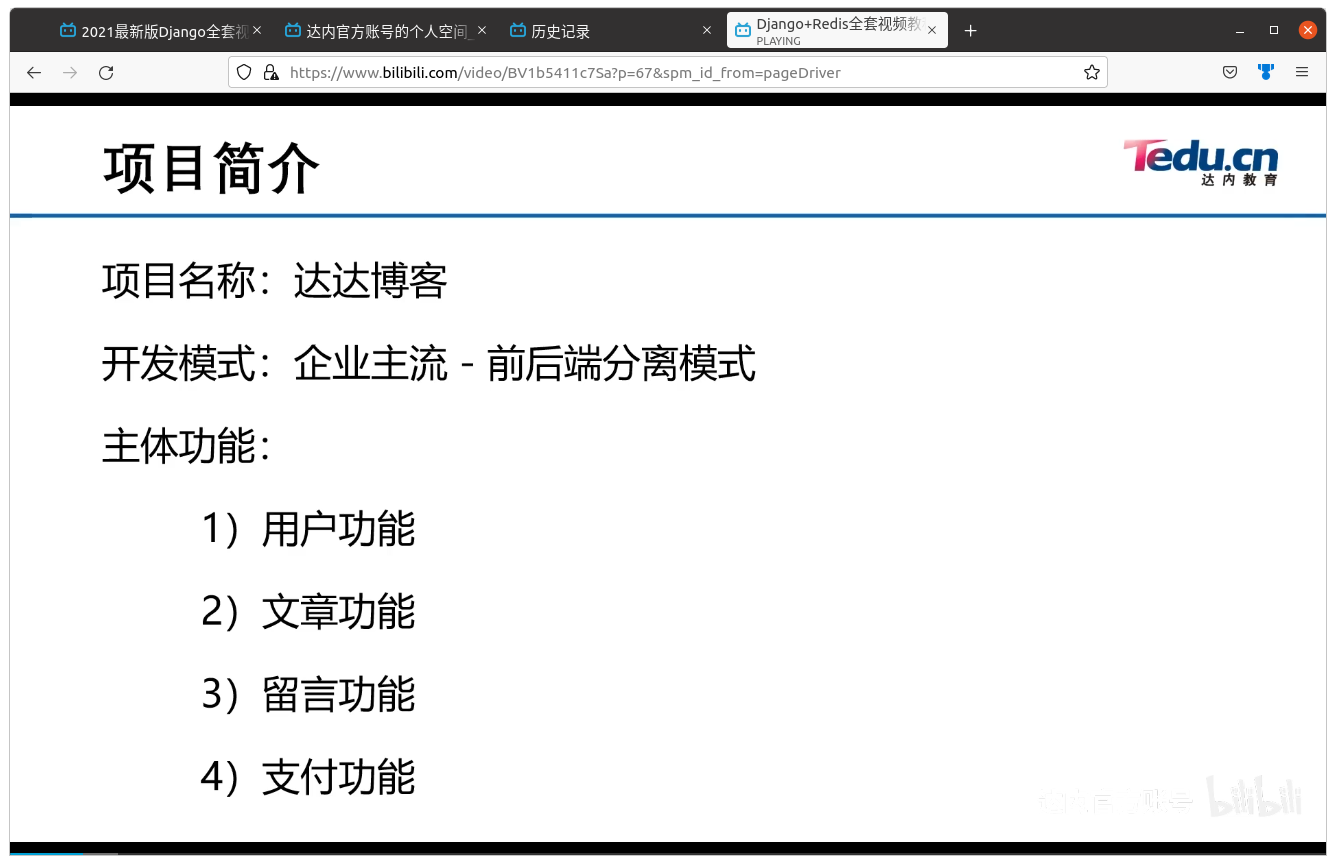 2021最新版Django全套视
达内官方账号的个人空间_
历史记录
Django+Redis全套视频教
PLAYING
https://www.bilibili.com/video/BV1b5411c7Sa?p=67&spm_id_from=pageDriver
项目简介
Tedu.cn
达内教育
项目名称：达达博客
开发模式：企业主流 - 前后端分离模式
主体功能：
1）用户功能
2）文章功能
3）留言功能
4）支付功能
bilibili